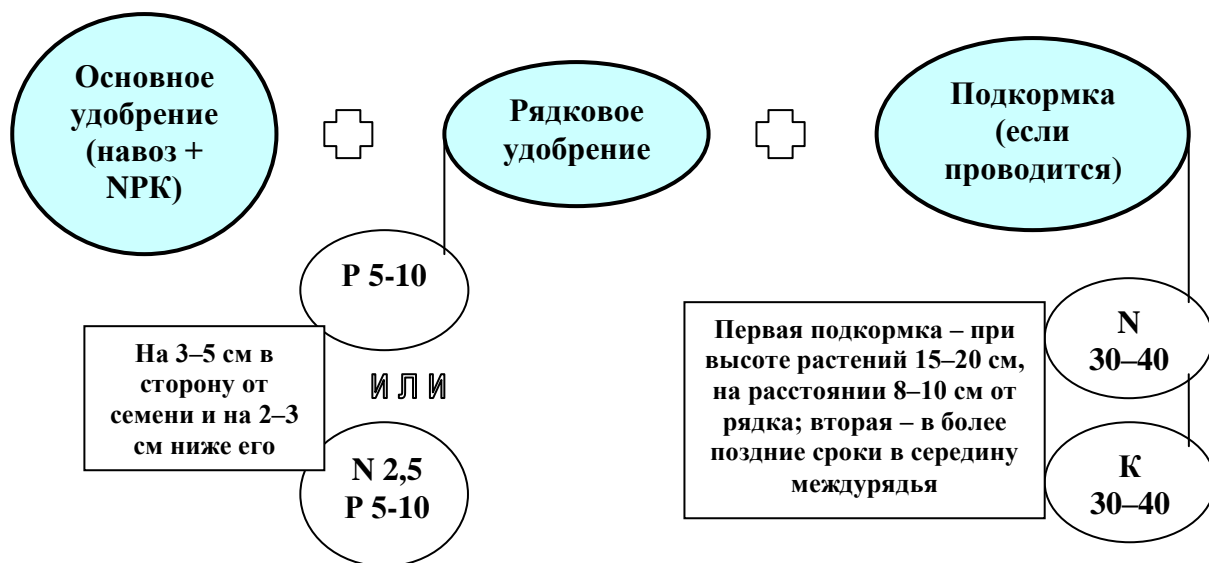 Основное
удобрение
(навоз +
NPK)
Рядковое
удобрение
Подкормка
(если
проводится)
P 5-10
На 3–5 см в
сторону от
семени и на 2–3
см ниже его
ИЛИ
N 2,5
P 5-10
Первая подкормка – при
высоте растений 15–20 см,
на расстоянии 8–10 см от
рядка; вторая – в более
поздние сроки в середину
междурядья
N
30–40
К
30–40